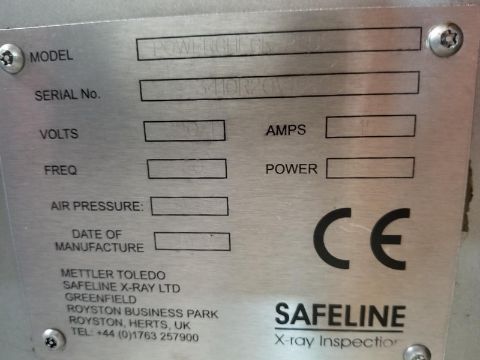 MODEL POWERCHEK
SERIAL No.
VOLTS AMPS
FREQ POWER
AIR PRESSURE:
DATE OF
MANUFACTURE
CE
METTLER TOLEDO
SAFELINE X-RAY LTD
GREENFIELD
ROYSTON BUSINESS PARK
ROYSTON, HERTS, UK
TEL: +44 (0)1763 257900
SAFELINE
X-ray Inspection